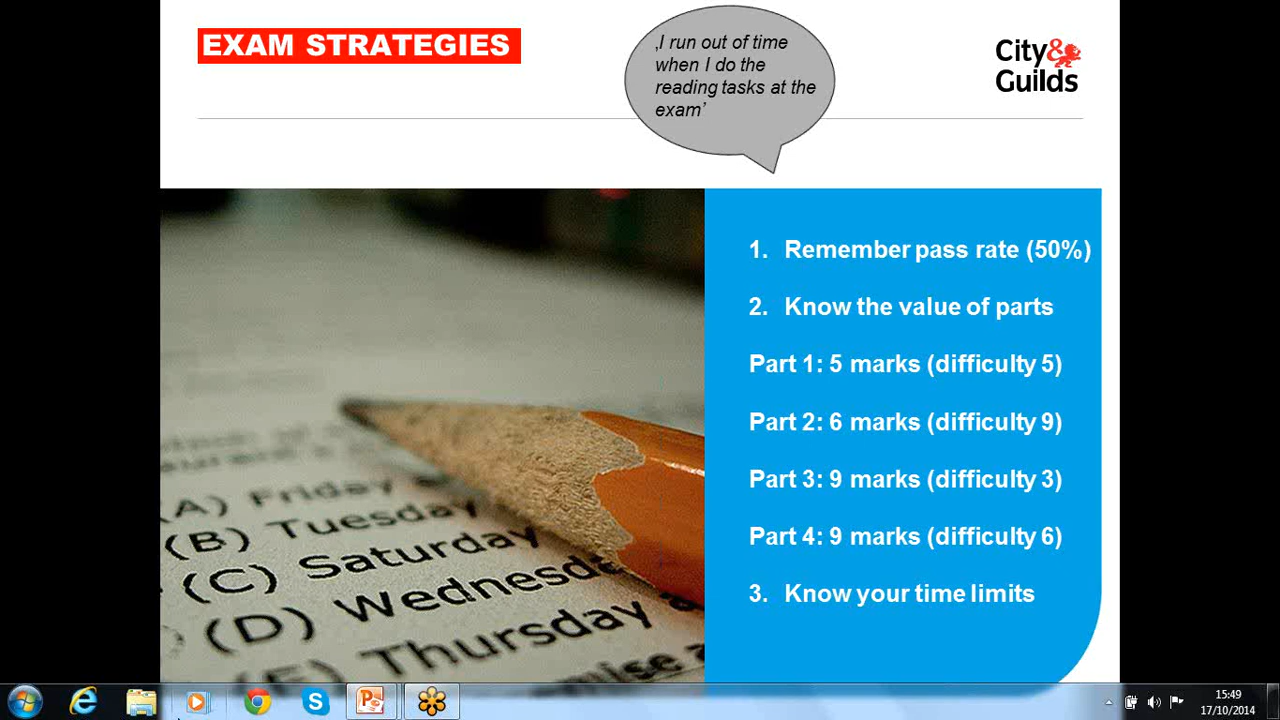 EXAM STRATEGIES
‚I run out of time
when I do the
reading tasks at the
exam’
City&
Guilds
1. Remember pass rate (50%)
2. Know the value of parts
Part 1: 5 marks (difficulty 5)
Part 2: 6 marks (difficulty 9)
Part 3: 9 marks (difficulty 3)
Part 4: 9 marks (difficulty 6)
3. Know your time limits
(A) Friday
(B) Tuesday
(C) Saturday
(D) Wednesda
(E) Thursday a
15:49
17/10/2014